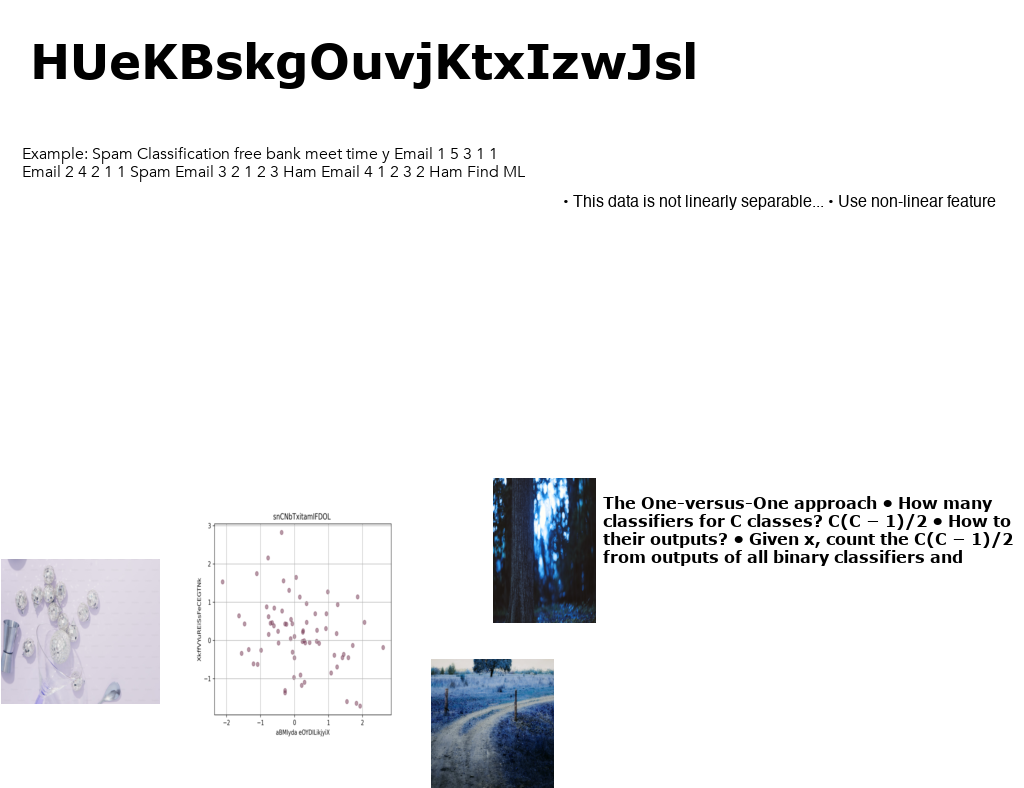 HUeKBskgOuvjKtxIzwJsl
Example: Spam Classification free bank meet time y Email 1 5 3 1 1
Email 2 4 2 1 1 Spam Email 3 2 1 2 3 Ham Email 4 1 2 3 2 Ham Find ML
• This data is not linearly separable... • Use non-linear feature
The One-versus-One approach • How many
classifiers for C classes? C(C − 1)/2 • How to
their outputs? • Given x, count the C(C − 1)/2
from outputs of all binary classifiers and
3
2
1
0
−1
−2 −1 0 1 2